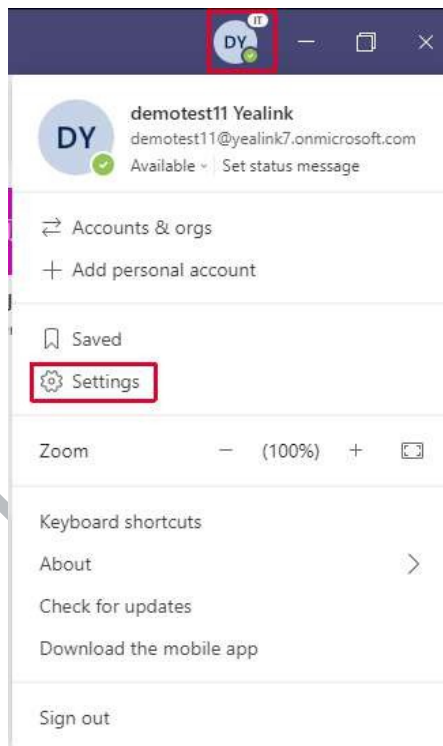 IT
DY
DY
demotest11 Yealink
demotest11@yealink7.onmicrosoft.com
Available Set status message
Accounts & orgs
Add personal account
Saved
Settings
Zoom − (100%) +
Keyboard shortcuts
About
Check for updates
Download the mobile app
Sign out